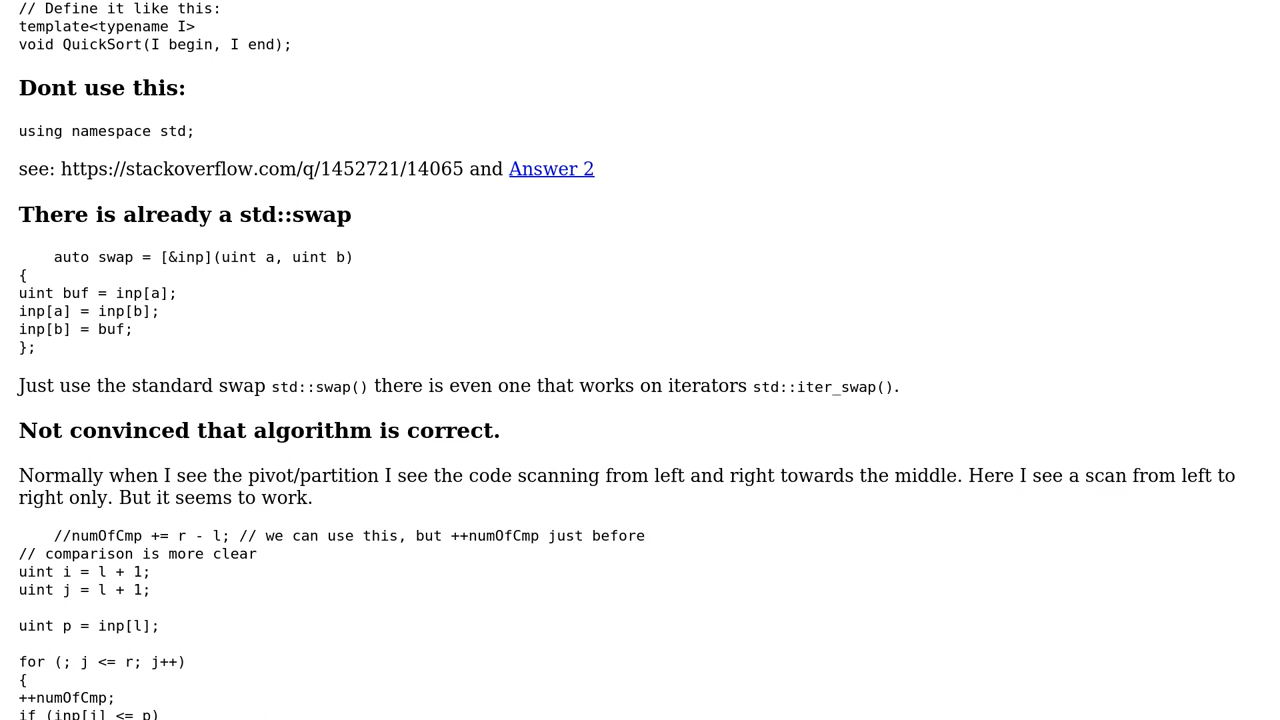 // Define it like this:
template<typename I>
void QuickSort(I begin, I end);
Dont use this:
using namespace std;
see: https://stackoverflow.com/q/1452721/14065 and Answer 2
There is already a std::swap
    auto swap = [&inp](uint a, uint b)
{
uint buf = inp[a];
inp[a] = inp[b];
inp[b] = buf;
};
Just use the standard swap std::swap() there is even one that works on iterators std::iter_swap().
Not convinced that algorithm is correct.
Normally when I see the pivot/partition I see the code scanning from left and right towards the middle. Here I see a scan from left to
right only. But it seems to work.
    //numOfCmp += r - l; // we can use this, but ++numOfCmp just before
// comparison is more clear
uint i = l + 1;
uint j = l + 1;

uint p = inp[l];

for (; j <= r; j++)
{
++numOfCmp;
if (inp[j] <= p)